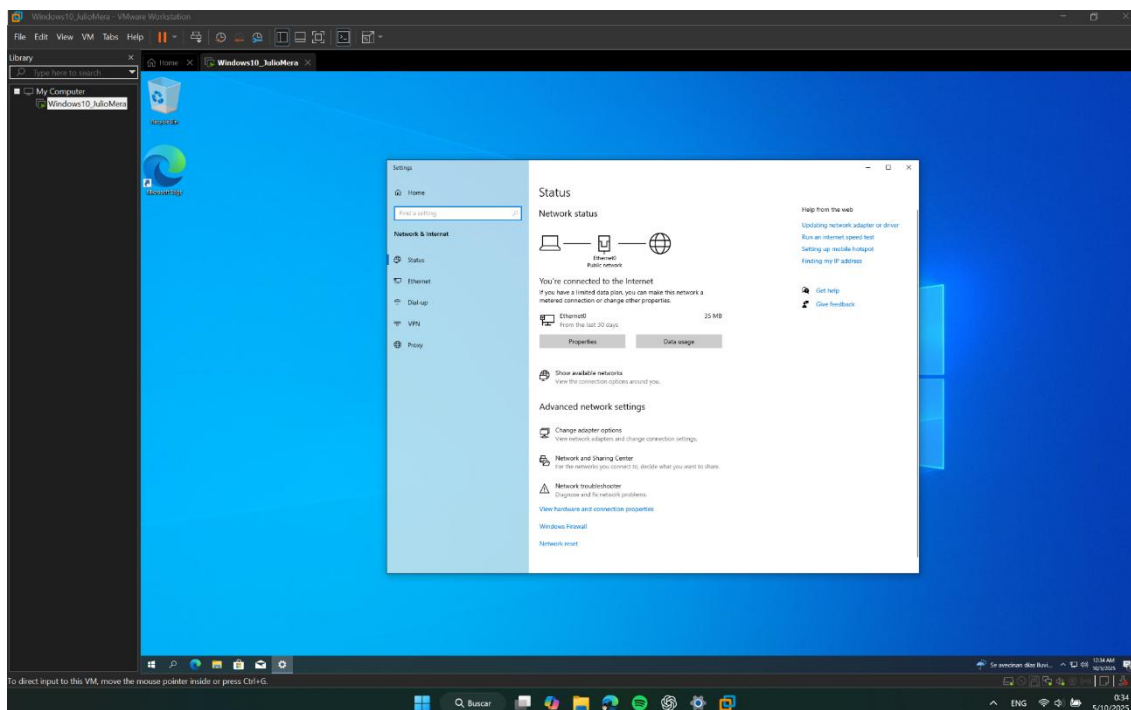 Windows10_JulioMera - VMware Workstation
File Edit View VM Tabs Help
Library
Home
Windows10_JulioMera
Type here to search
My Computer
Windows10_JulioMera
Microsoft Edge
Settings
Home
Find a setting
Network & Internet
Status
Ethernet
Dial-up
VPN
Proxy
Status
Network status
Ethernet0
Public network
You're connected to the Internet
If you have a limited data plan, you can make this network a
metered connection or change other properties.
Ethernet0
35 MB
From the last 30 days
Properties
Data usage
Show available networks
View the connection options around you.
Advanced network settings
Change adapter options
View network adapters and change connection settings.
Network and Sharing Center
For the networks you connect to, decide what you want to share.
Network troubleshooter
Diagnose and fix network problems.
View hardware and connection properties
Windows Firewall
Network reset
Help from the web
Updating network adapter or driver
Run an internet speed test
Setting up mobile hotspot
Finding my IP address
Get help
Give feedback
Se avecinan días lluvi...
To direct input to this VM, move the mouse pointer inside or press Ctrl+G.
Buscar
ENG
0:34
5/10/2025